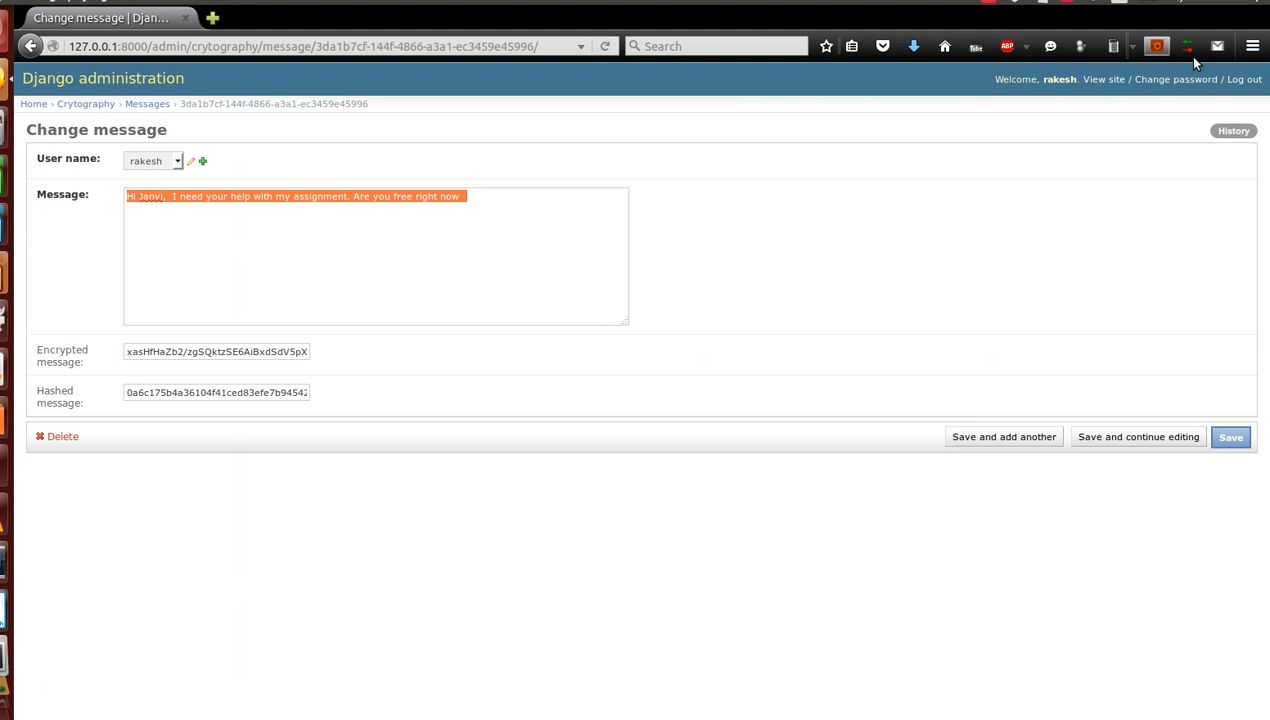 Change message | Djan...
127.0.0.1:8000/admin/crytography/message/3da1b7cf-144f-4866-a3a1-ec3459e45996/
Search
ABP
Django administration
Welcome, rakesh. View site / Change password / Log out
Home › Crytography › Messages › 3da1b7cf-144f-4866-a3a1-ec3459e45996
Change message
History
User name:
rakesh
Message:
Hi Janvi,  I need your help with my assignment. Are you free right now
Encrypted
message:
xasHfHaZb2/zgSQktzSE6AiBxdSdV5pX
Hashed
message:
0a6c175b4a36104f41ced83efe7b94542
Delete
Save and add another
Save and continue editing
Save